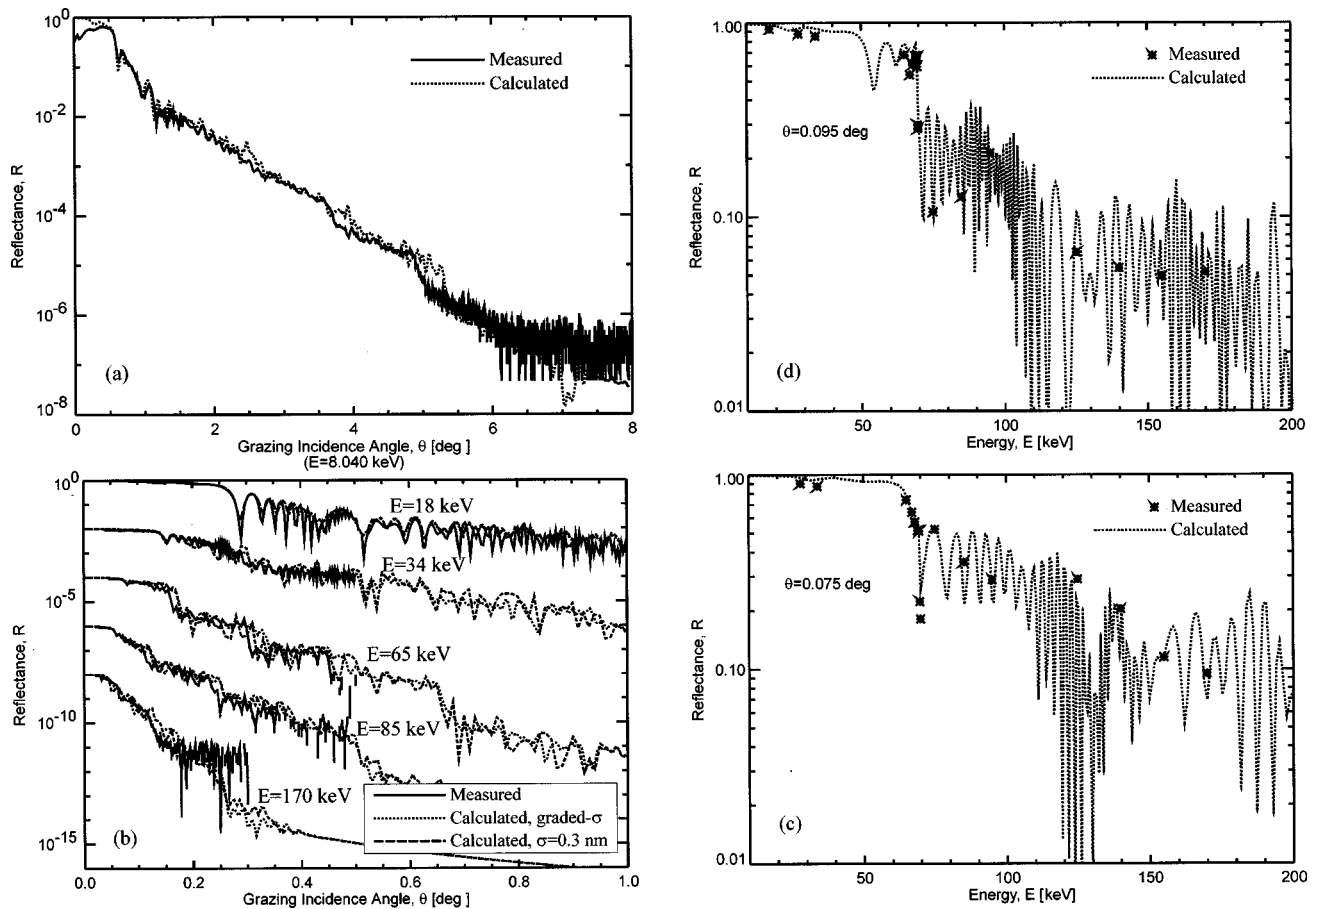 10^0
10^-2
10^-4
10^-6
10^-8
Reflectance, R
Measured
Calculated
(a)
0 2 4 6 8
Grazing Incidence Angle, θ [deg ]
(E=8.040 keV)
1.00
0.10
0.01
Reflectance, R
Measured
Calculated
θ=0.095 deg
(d)
50 100 150 200
Energy, E [keV]
10^0
10^-5
10^-10
10^-15
Reflectance, R
E=18 keV
E=34 keV
E=65 keV
E=85 keV
E=170 keV
Measured
Calculated, graded-σ
Calculated, σ=0.3 nm
(b)
0.0 0.2 0.4 0.6 0.8 1.0
Grazing Incidence Angle, θ [deg ]
1.00
0.10
0.01
Reflectance, R
Measured
Calculated
θ=0.075 deg
(c)
50 100 150 200
Energy, E [keV]